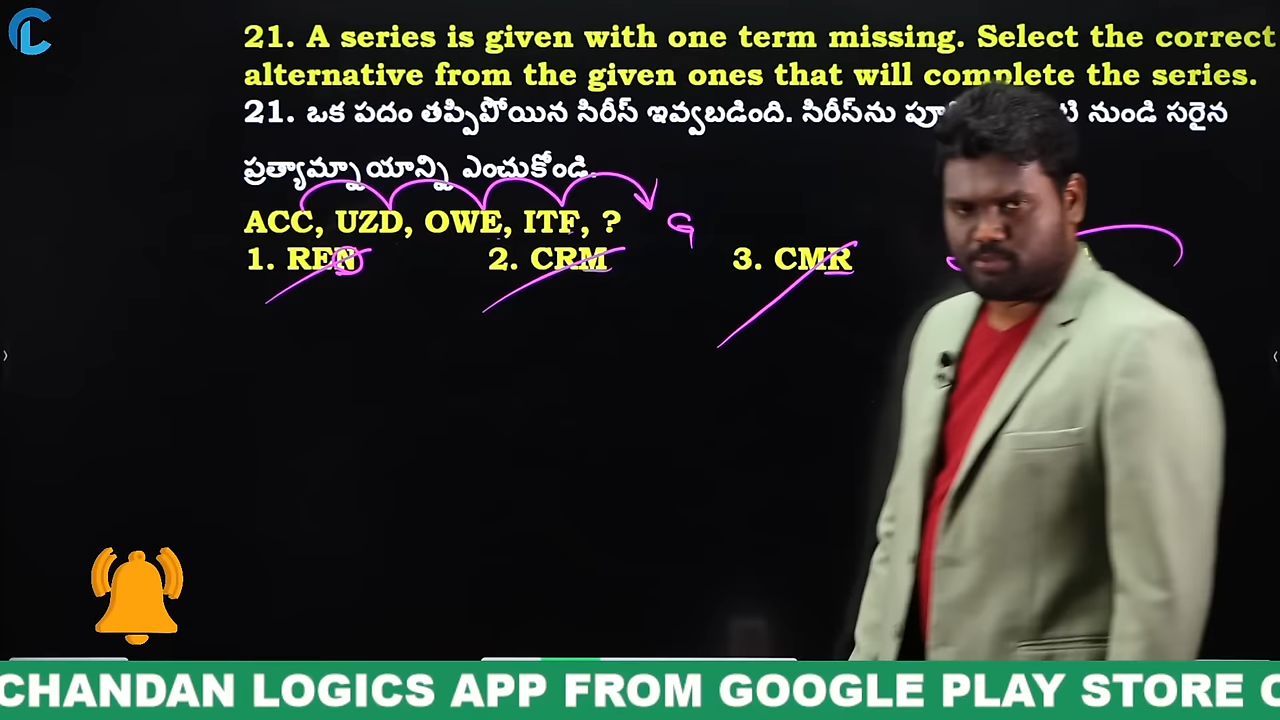 21. A series is given with one term missing. Select the correct
alternative from the given ones that will complete the series.
21. ఒక పదం తప్పిపోయిన సిరీస్ ఇవ్వబడింది. సిరీస్‌ను నుండి సరైన
ప్రత్యామ్నాయాన్ని ఎంచుకోండి.
ACC, UZD, OWE, ITF, ? G
1. REN 2. CRM 3. CMR
CHANDAN LOGICS APP FROM GOOGLE PLAY STORE